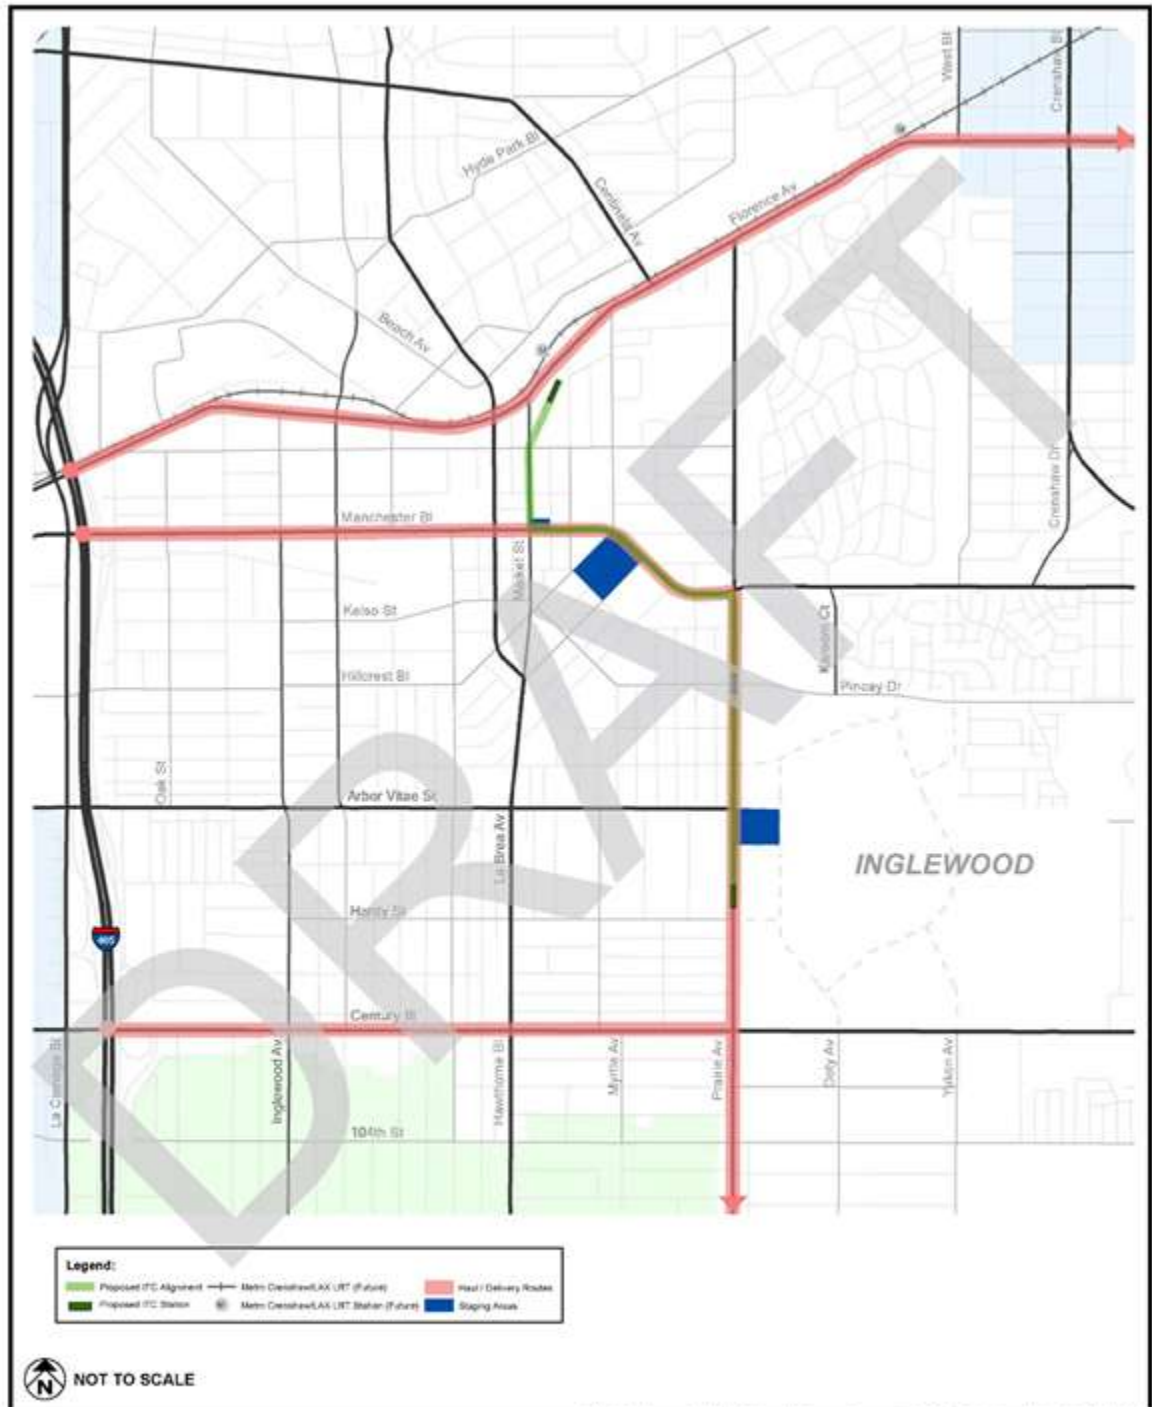 West Bl
Crenshaw Bl
Hyde Park Bl
Centinela Av
Florence Av
Beach Av
Crenshaw Dr
Manchester Bl
Market St
Kelso St
Kareem Ct
Hillcrest Bl
Pincay Dr
Oak St
Arbor Vitae St
La Brea Av
INGLEWOOD
Hardy St
405
Century Bl
La Cienega Bl
Inglewood Av
Hawthorne Bl
Myrtle Av
Prairie Av
Doty Av
Yukon Av
104th St
DRAFT
Legend:
Proposed ITC Alignment
Metro Crenshaw/LAX LRT (Future)
Haul / Delivery Routes
Proposed ITC Station
Metro Crenshaw/LAX LRT Station (Future)
Staging Areas
N
NOT TO SCALE